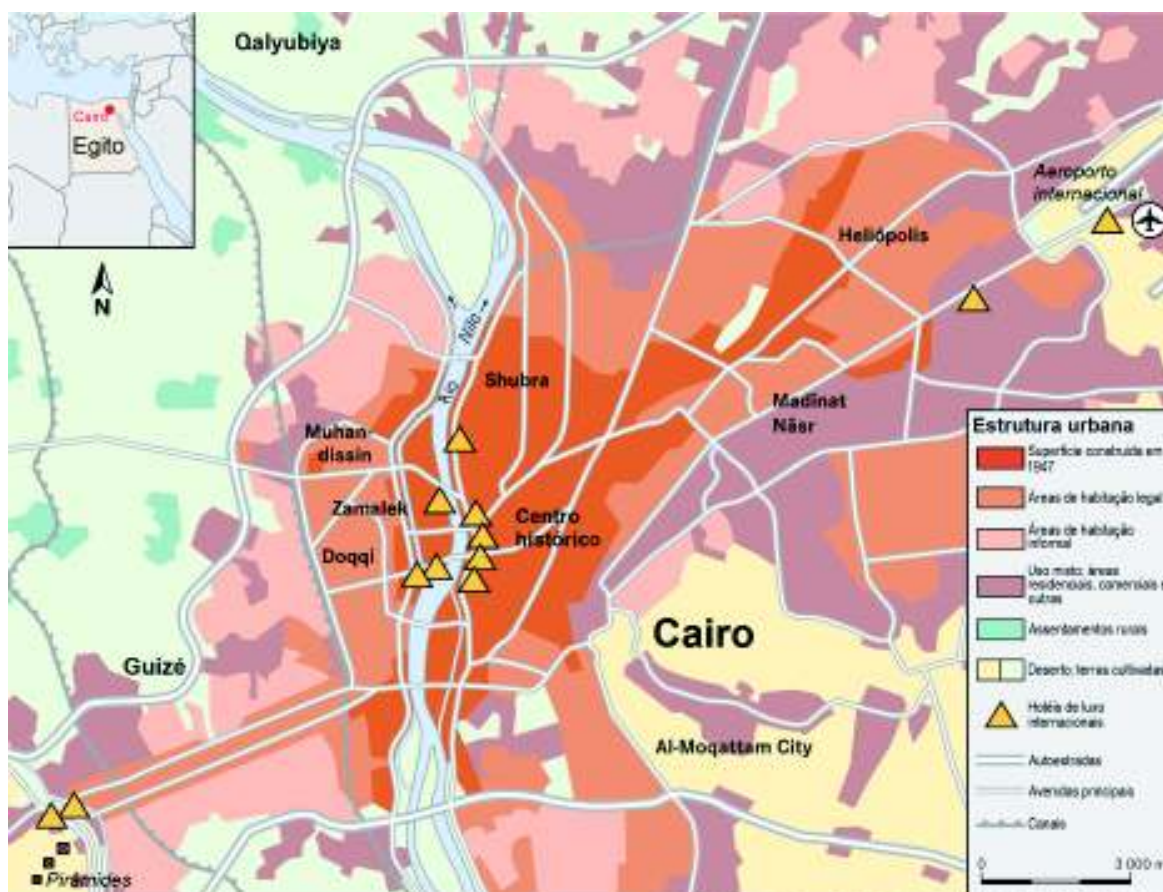 Qalyubiya
Cairo
Egito
N
Aeroporto
internacional
Heliópolis
Rio Nilo
Shubra
Madinat
Näsr
Muhan-
dissin
Zamalek
Centro
histórico
Doqqi
Cairo
Guizé
Al-Moqattam City
Pirâmides
Estrutura urbana
Superfície construída em
1947
Áreas de habitação legal
Áreas de habitação
informal
Uso misto: áreas
residenciais, comerciais e
outras
Assentamentos rurais
Deserto; terras cultivadas
Hotéis de luxo
internacionais
Autoestradas
Avenidas principais
Canais
0 3 000 m